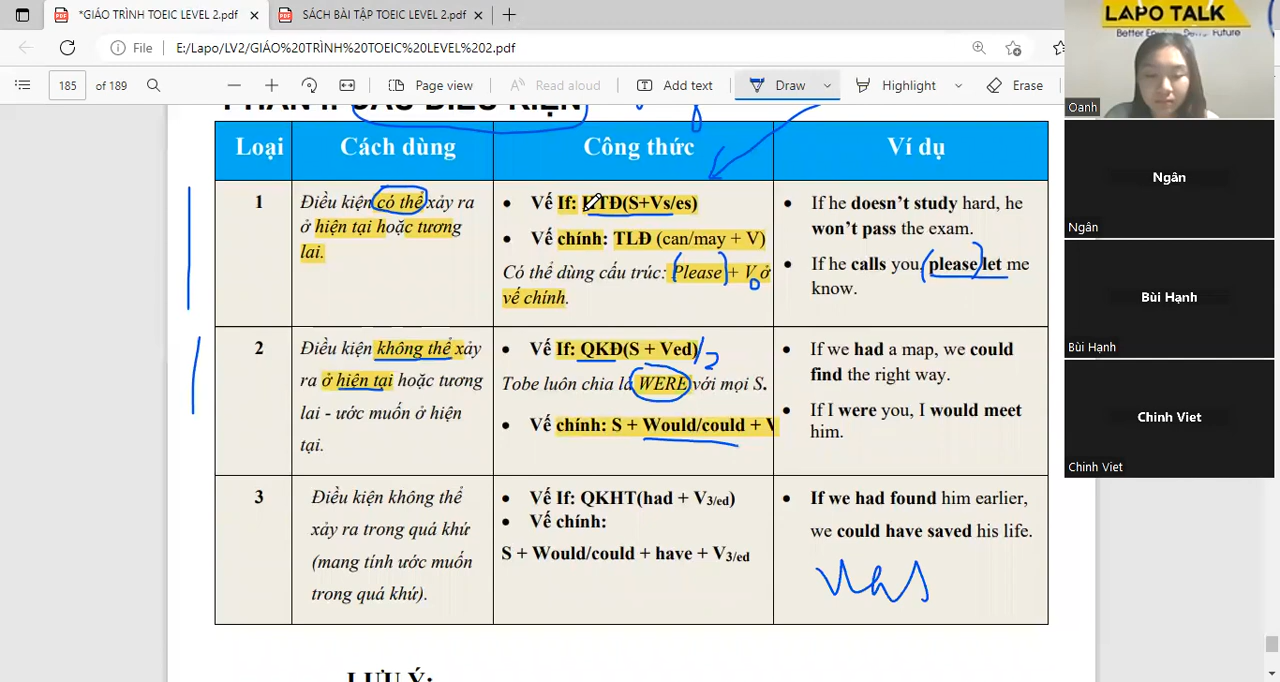 *GIÁO TRÌNH TOEIC LEVEL 2.pdf
SÁCH BÀI TẬP TOEIC LEVEL 2.pdf
File
E:/Lapo/LV2/GIÁO%20TRÌNH%20TOEIC%20LEVEL%202.pdf
185 of 189
Page view
Read aloud
Add text
Draw
Highlight
Erase
LAPO TALK
Oanh
Ngân
Ngân
Bùi Hạnh
Bùi Hạnh
Chinh Viet
Chinh Viet
Loại
Cách dùng
Công thức
Ví dụ
1
Điều kiện có thể xảy ra
ở hiện tại hoặc tương
lai.
Vế If: HTĐ(S+Vs/es)
Vế chính: TLĐ (can/may + V)
Có thể dùng cấu trúc: Please + V0 ở
vế chính.
If he doesn't study hard, he
won't pass the exam.
If he calls you, (please) let me
know.
2
Điều kiện không thể xảy
ra ở hiện tại hoặc tương
lai - ước muốn ở hiện
tại.
Vế If: QKĐ(S + Ved)/2
Tobe luôn chia là WERE với mọi S.
Vế chính: S + Would/could + V
If we had a map, we could
find the right way.
If I were you, I would meet
him.
3
Điều kiện không thể
xảy ra trong quá khứ
(mang tính ước muốn
trong quá khứ).
Vế If: QKHT(had + V3/ed)
Vế chính:
S + Would/could + have + V3/ed
If we had found him earlier,
we could have saved his life.
LƯU Ý: